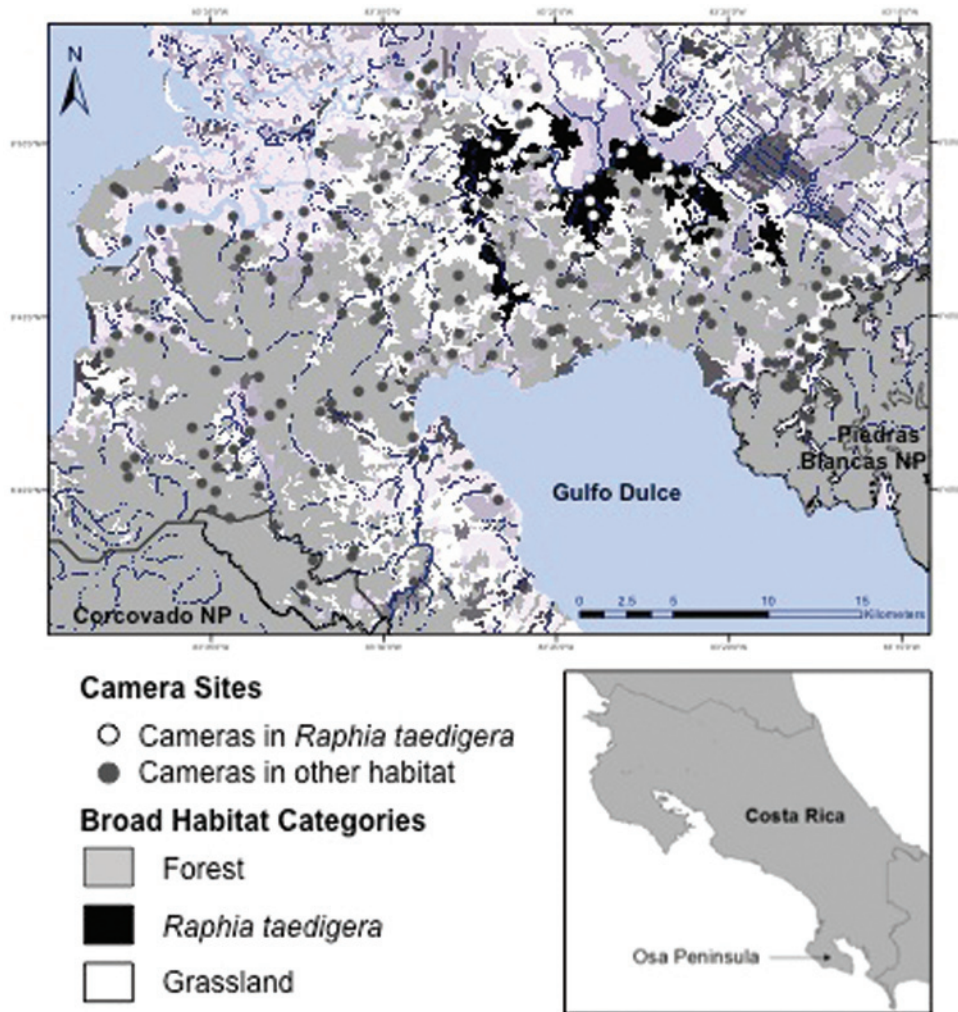 N
Piedras
Blancas NP
Gulfo Dulce
0 2.5 5 10 15
Kilometers
Corcovado NP
Camera Sites
Cameras in Raphia taedigera
Cameras in other habitat
Broad Habitat Categories
Forest
Raphia taedigera
Grassland
Costa Rica
Osa Peninsula